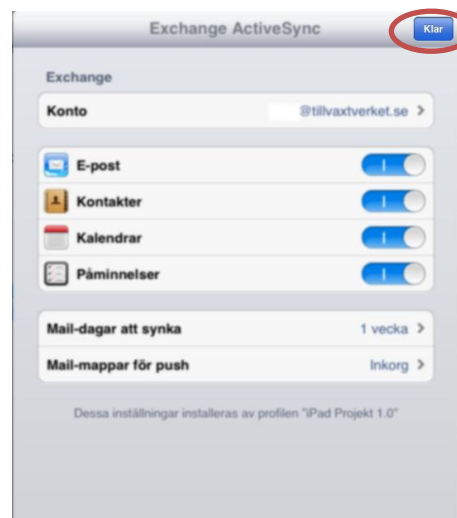 Exchange ActiveSync Klar
Exchange
Konto @tillvaxtverket.se
E-post
Kontakter
Kalendrar
Påminnelser
Mail-dagar att synka 1 vecka
Mail-mappar för push Inkorg
Dessa inställningar installeras av profilen "iPad Projekt 1.0"